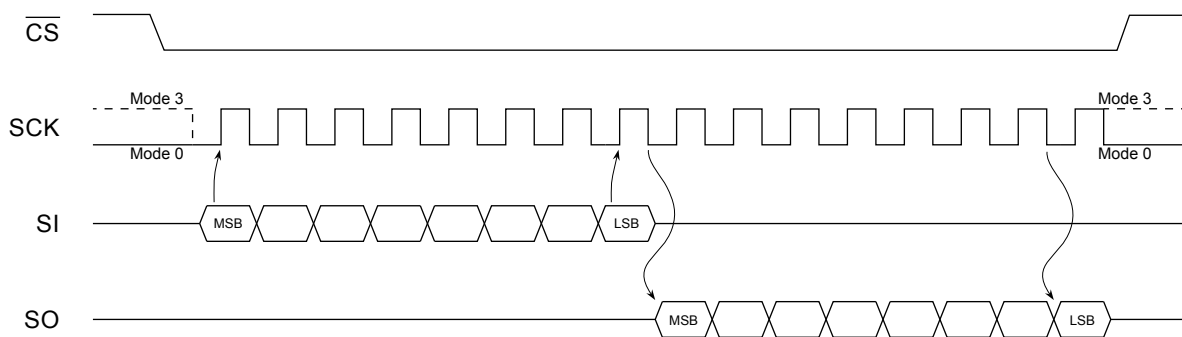 CS
Mode 3
Mode 3
SCK
Mode 0
Mode 0
SI
MSB
LSB
SO
MSB
LSB